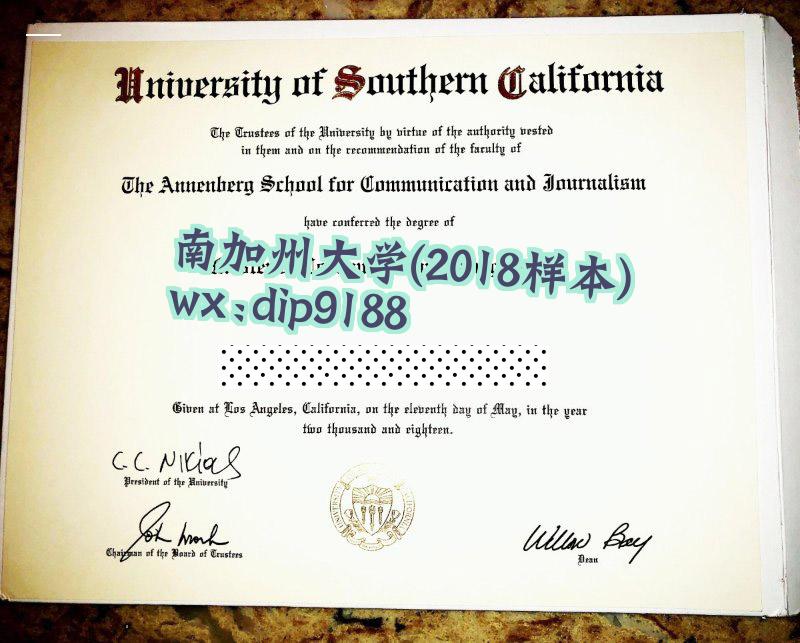 University of Southern California
The Trustees of the University by virtue of the authority vested
in them and on the recommendation of the faculty of
The Annenberg School for Communication and Journalism
have conferred the degree of
南加州大学(2018样本)
wx:dip9188
Given at Los Angeles, California, on the eleventh day of May, in the year
two thousand and eighteen.
C. C. Nikias
President of the University
Chairman of the Board of Trustees
Willow Bay
Dean